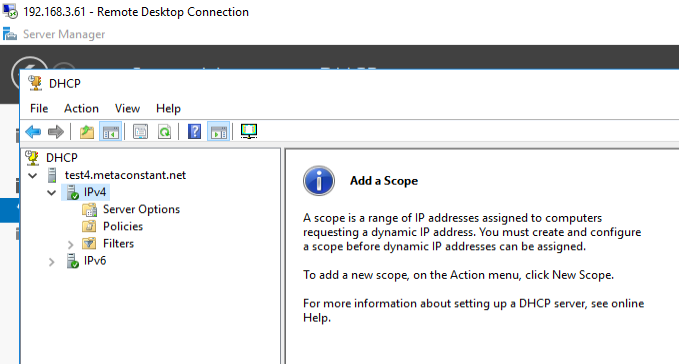 192.168.3.61 - Remote Desktop Connection
Server Manager
DHCP
File Action View Help
DHCP
test4.metaconstant.net
IPv4
Server Options
Policies
Filters
IPv6
Add a Scope
A scope is a range of IP addresses assigned to computers
requesting a dynamic IP address. You must create and configure
a scope before dynamic IP addresses can be assigned.
To add a new scope, on the Action menu, click New Scope.
For more information about setting up a DHCP server, see online
Help.